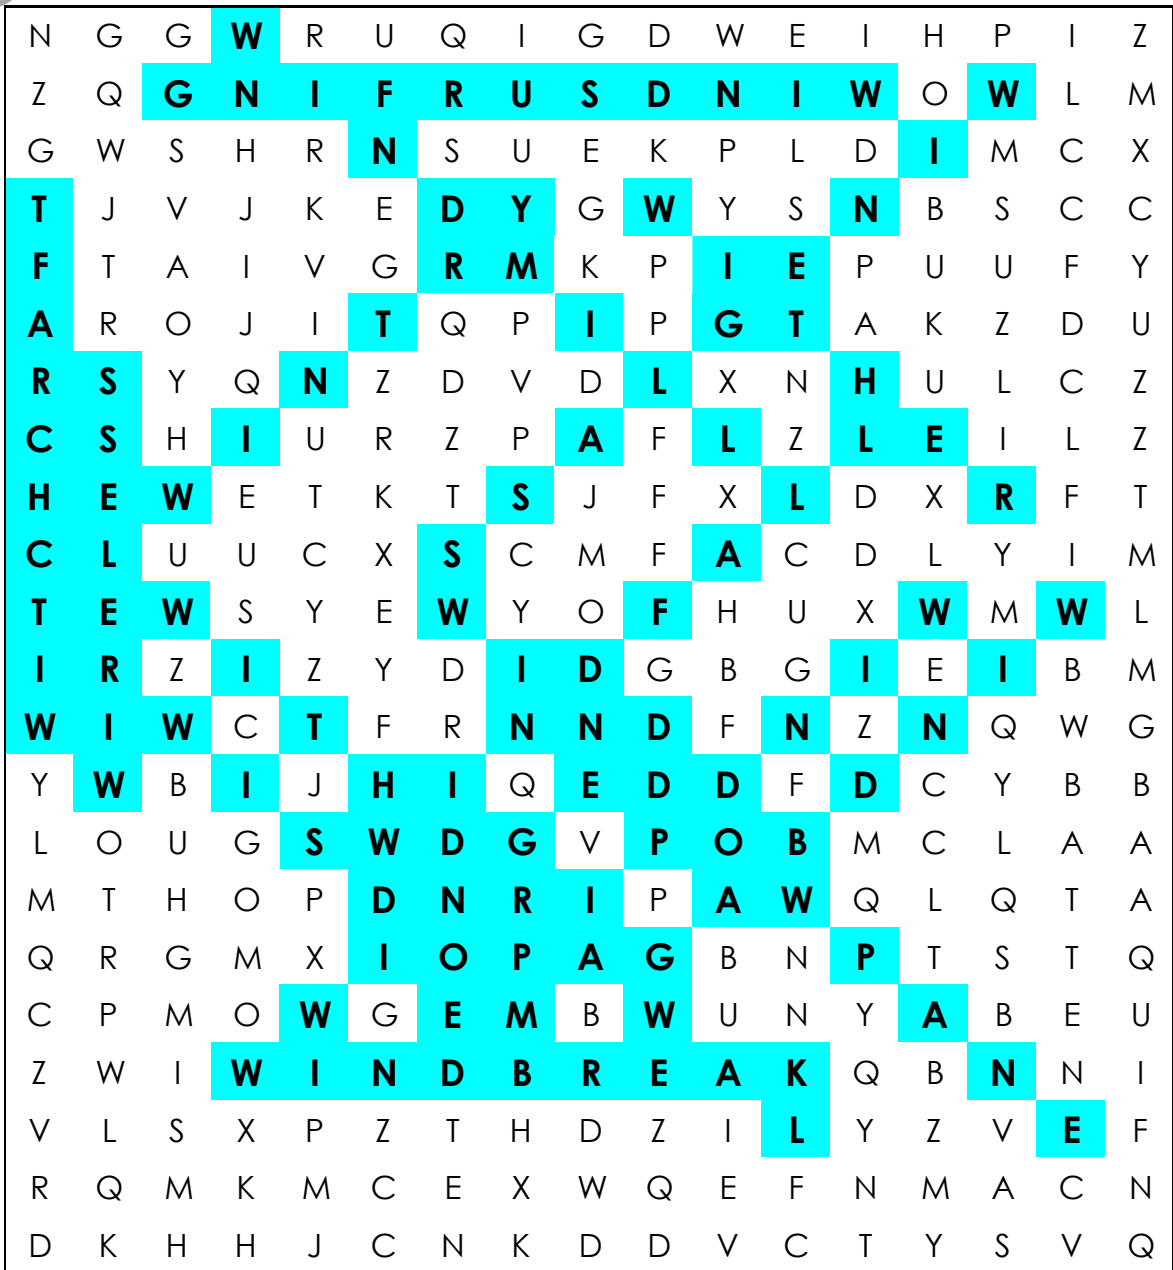 N G G W R U Q I G D W E I H P I Z
Z Q G N I F R U S D N I W O W L M
G W S H R N S U E K P L D I M C X
T J V J K E D Y G W Y S N B S C C
F T A I V G R M K P I E P U U F Y
A R O J I T Q P I P G T A K Z D U
R S Y Q N Z D V D L X N H U L C Z
C S H I U R Z P A F L Z L E I L Z
H E W E T K T S J F X L D X R F T
C L U U C X S C M F A C D L Y I M
T E W S Y E W Y O F H U X W M W L
I R Z I Z Y D I D G B G I E I B M
W I W C T F R N N D F N Z N Q W G
Y W B I J H I Q E D D F D C Y B B
L O U G S W D G V P O B M C L A A
M T H O P D N R I P A W Q L Q T A
Q R G M X I O P A G B N P T S T Q
C P M O W G E M B W U N Y A B E U
Z W I W I N D B R E A K Q B N N I
V L S X P Z T H D Z I L Y Z V E F
R Q M K M C E X W Q E F N M A C N
D K H H J C N K D D V C T Y S V Q